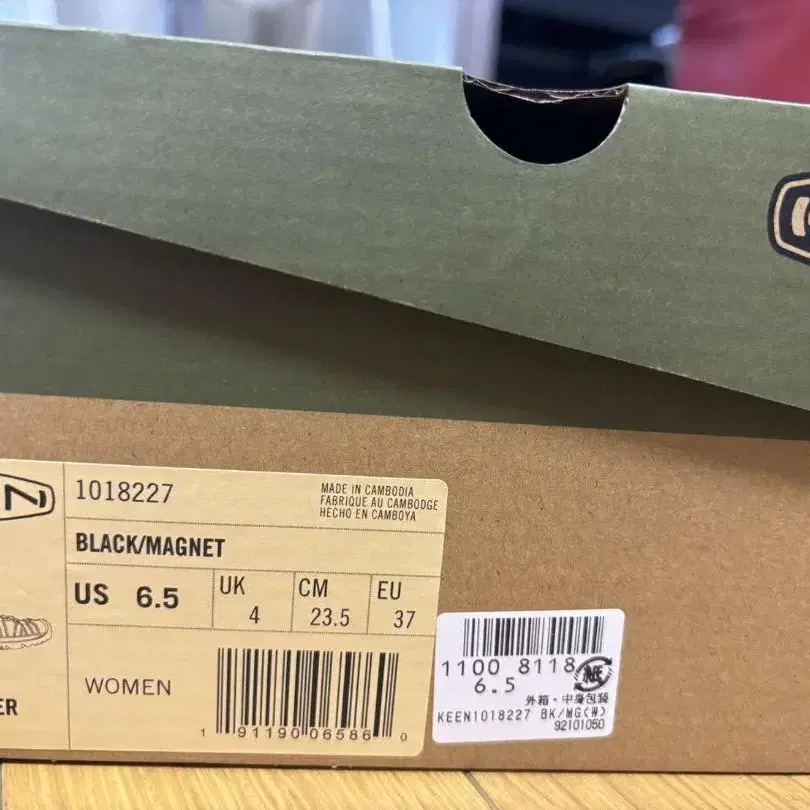 N
1018227
MADE IN CAMBODIA
FABRIQUE AU CAMBODGE
HECHO EN CAMBOYA
BLACK/MAGNET
US 6.5
UK 4
CM 23.5
EU 37
WOMEN
ER
1 91190 06586 0
1100 8118
紙
6.5
外箱・中身包装
KEEN1018227 BK/MG(W)
92101050